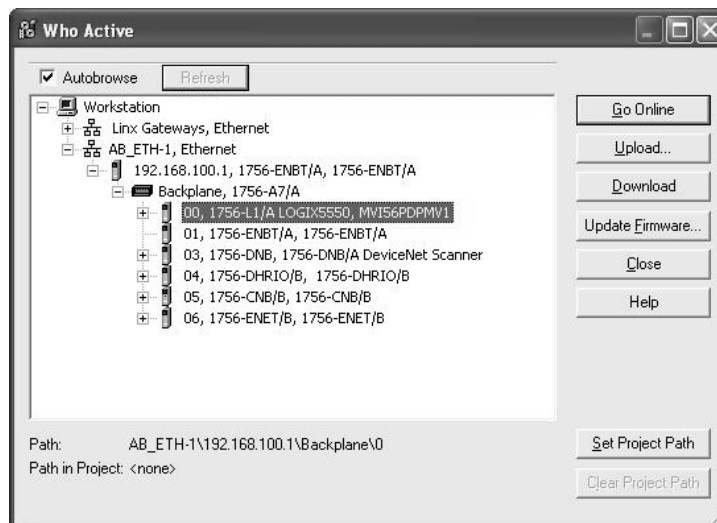 Who Active
Autobrowse Refresh
Workstation
Linx Gateways, Ethernet
AB_ETH-1, Ethernet
192.168.100.1, 1756-ENBT/A, 1756-ENBT/A
Backplane, 1756-A7/A
00, 1756-L1/A LOGIX5550, MVI56PDPMV1
01, 1756-ENBT/A, 1756-ENBT/A
03, 1756-DNB, 1756-DNB/A DeviceNet Scanner
04, 1756-DHRIO/B, 1756-DHRIO/B
05, 1756-CNB/B, 1756-CNB/B
06, 1756-ENET/B, 1756-ENET/B
Go Online
Upload...
Download
Update Firmware...
Close
Help
Path: AB_ETH-1\192.168.100.1\Backplane\0
Path in Project: <none>
Set Project Path
Clear Project Path